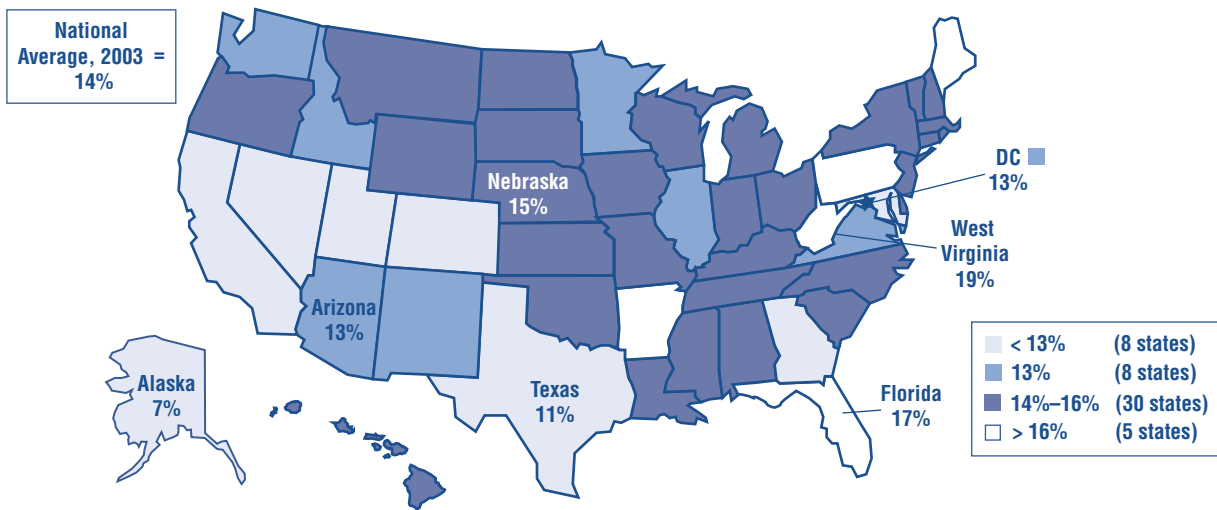 National
Average, 2003 =
14%
Nebraska
15%
DC
13%
West
Virginia
19%
Arizona
13%
Alaska
7%
Texas
11%
Florida
17%
< 13% (8 states)
13% (8 states)
14%–16% (30 states)
> 16% (5 states)